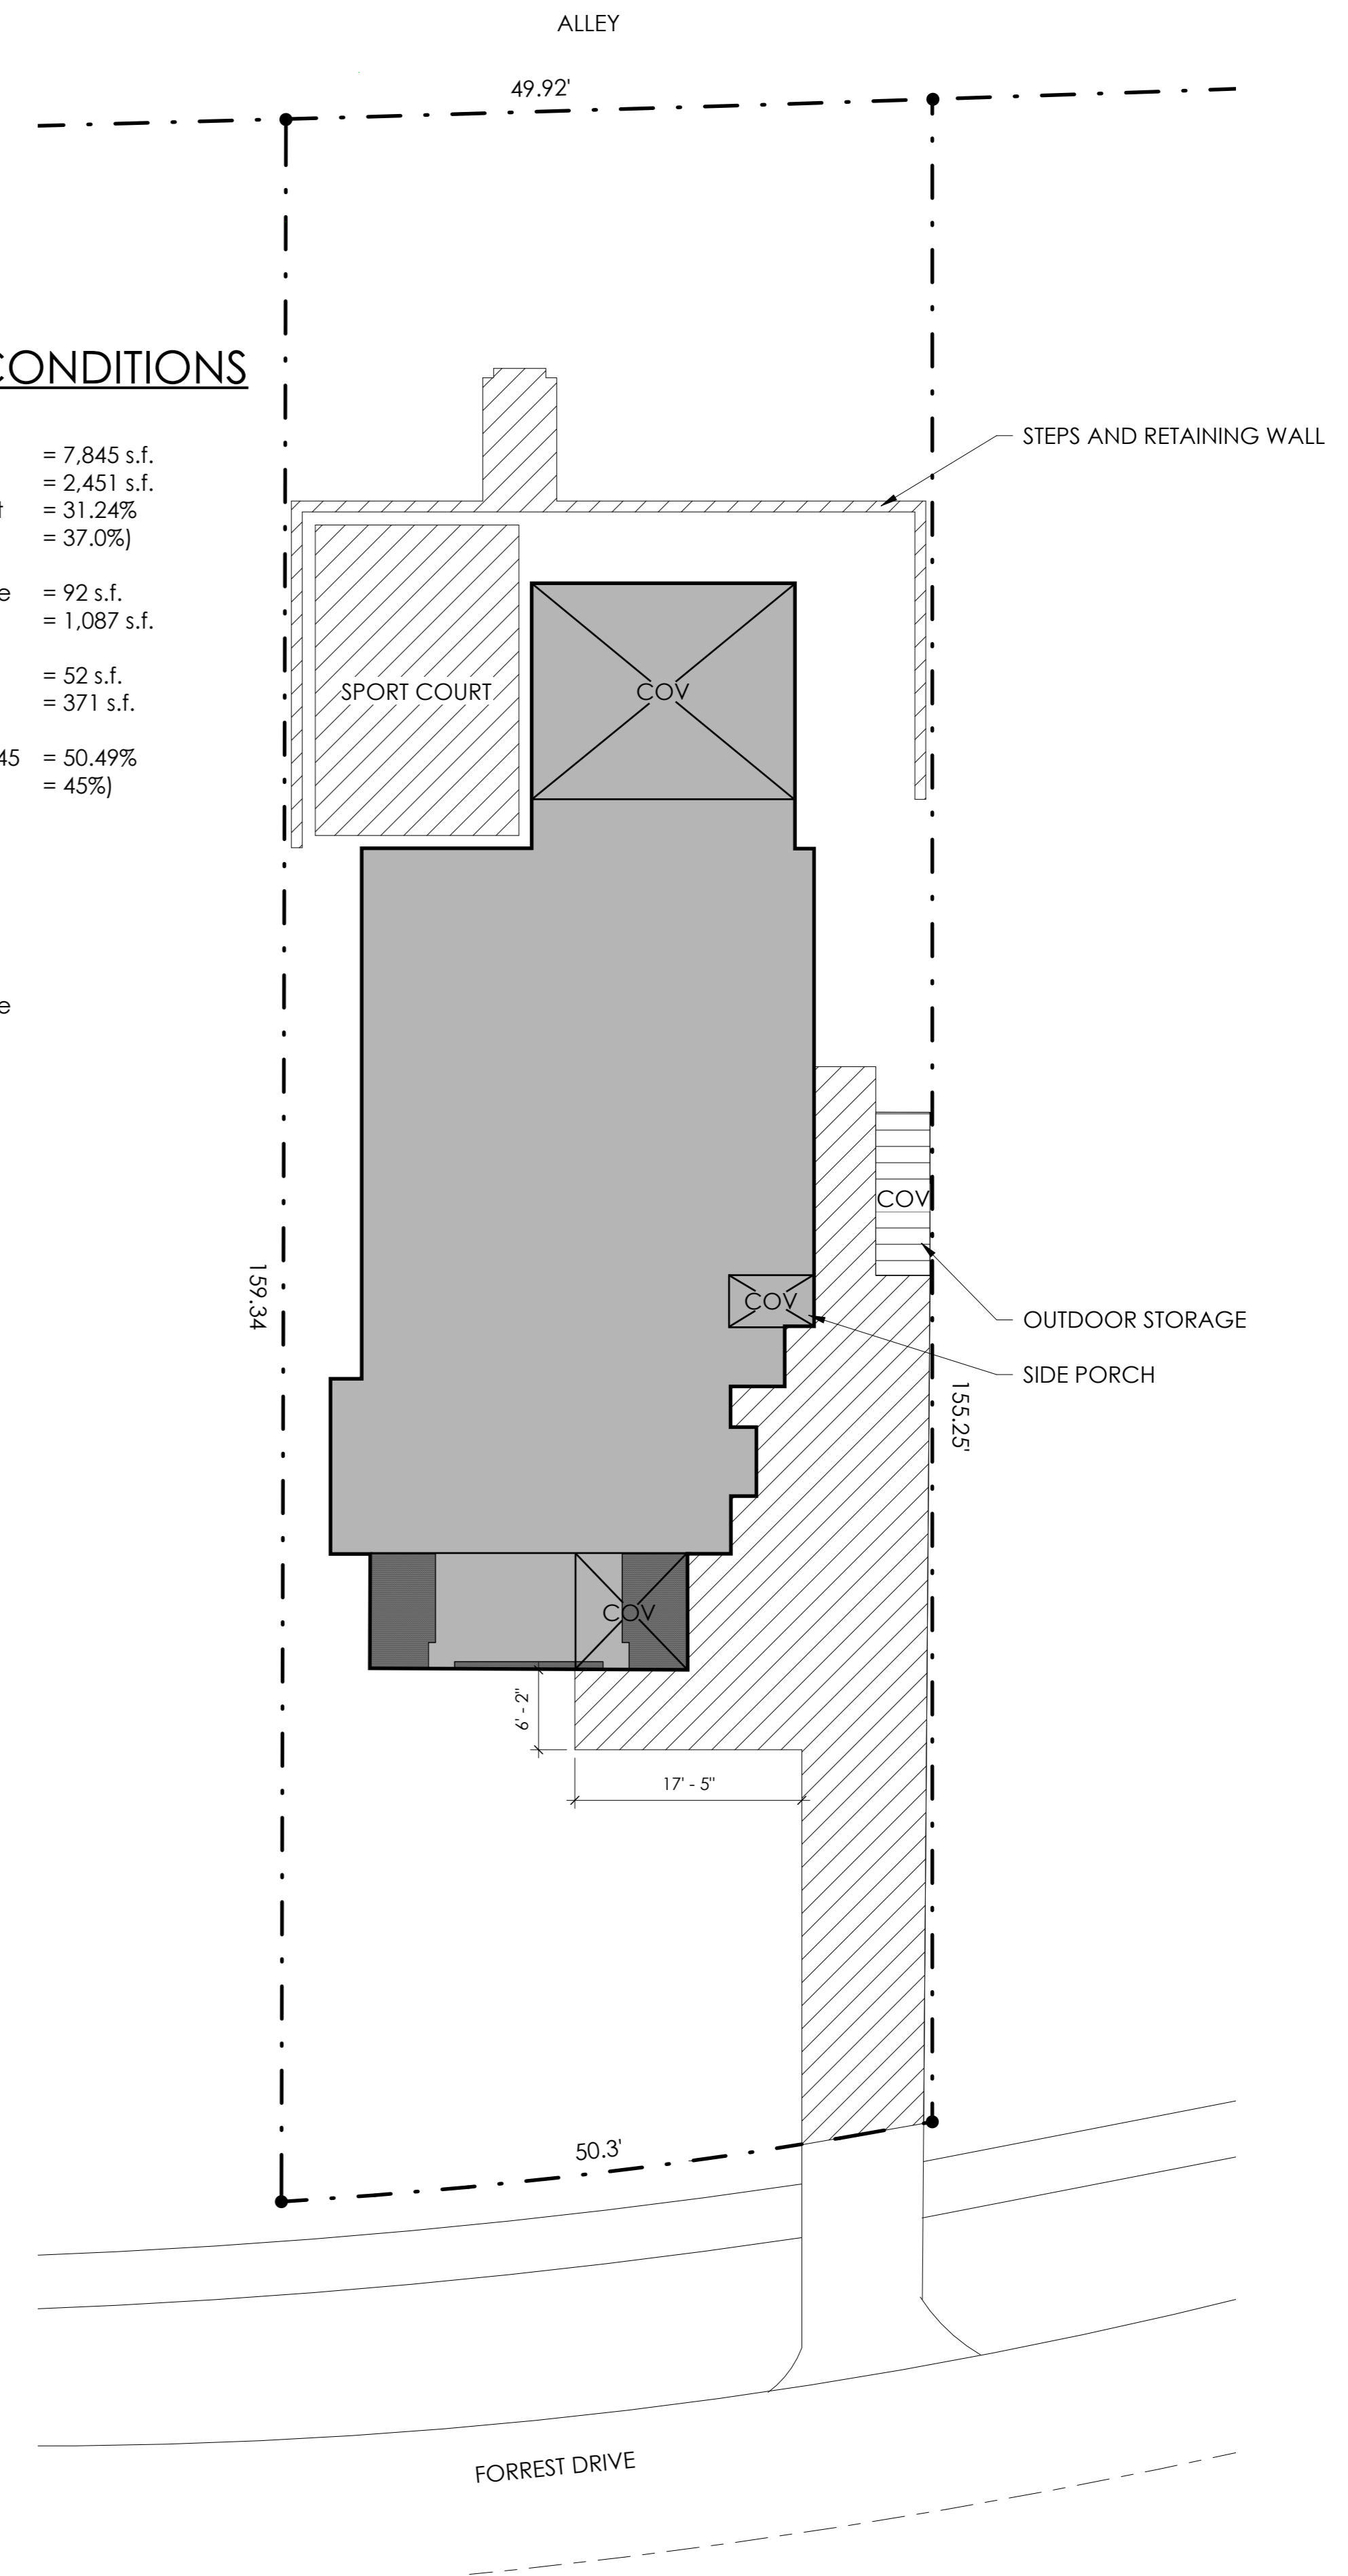 ALLEY
49.92'
CONDITIONS
= 7,845 s.f.
= 2,451 s.f.
t = 31.24%
= 37.0%)
e = 92 s.f.
= 1,087 s.f.
= 52 s.f.
= 371 s.f.
45 = 50.49%
= 45%)
e
STEPS AND RETAINING WALL
SPORT COURT
COV
COV
COV
OUTDOOR STORAGE
SIDE PORCH
159.34
155.25'
COV
6' - 2"
17' - 5"
50.3'
FORREST DRIVE